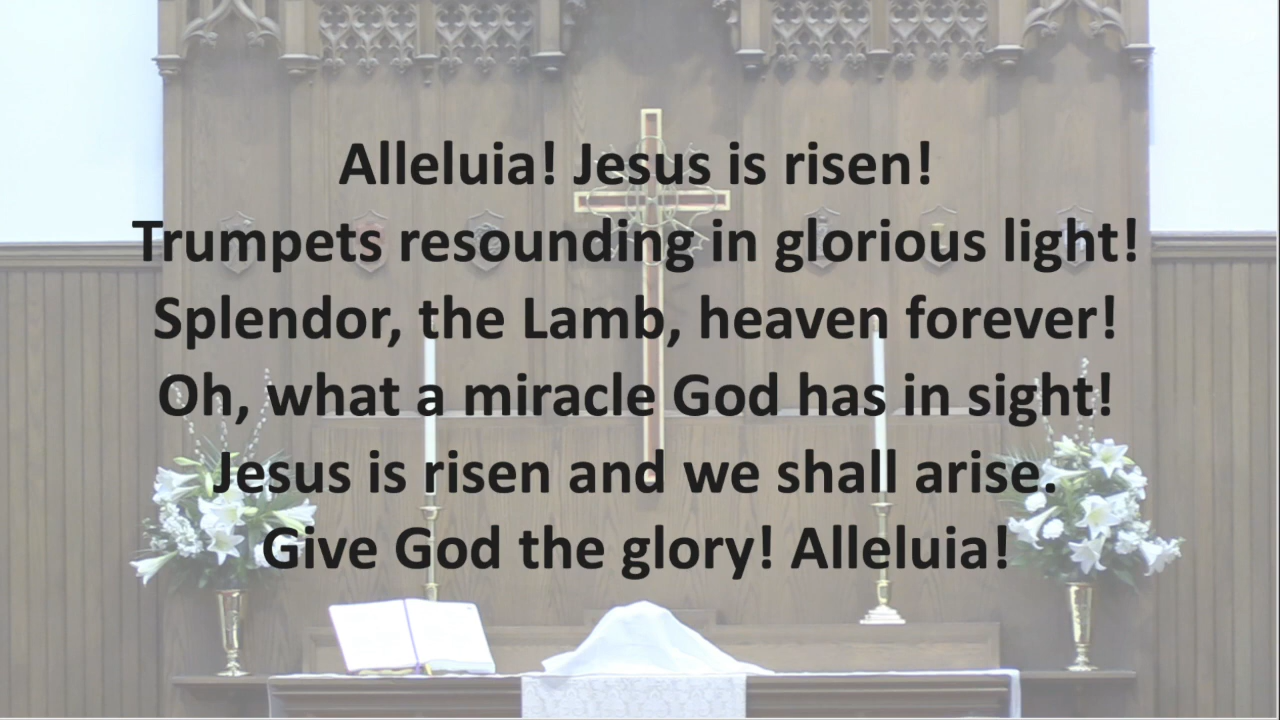 Alleluia! Jesus is risen!
Trumpets resounding in glorious light!
Splendor, the Lamb, heaven forever!
Oh, what a miracle God has in sight!
Jesus is risen and we shall arise.
Give God the glory! Alleluia!